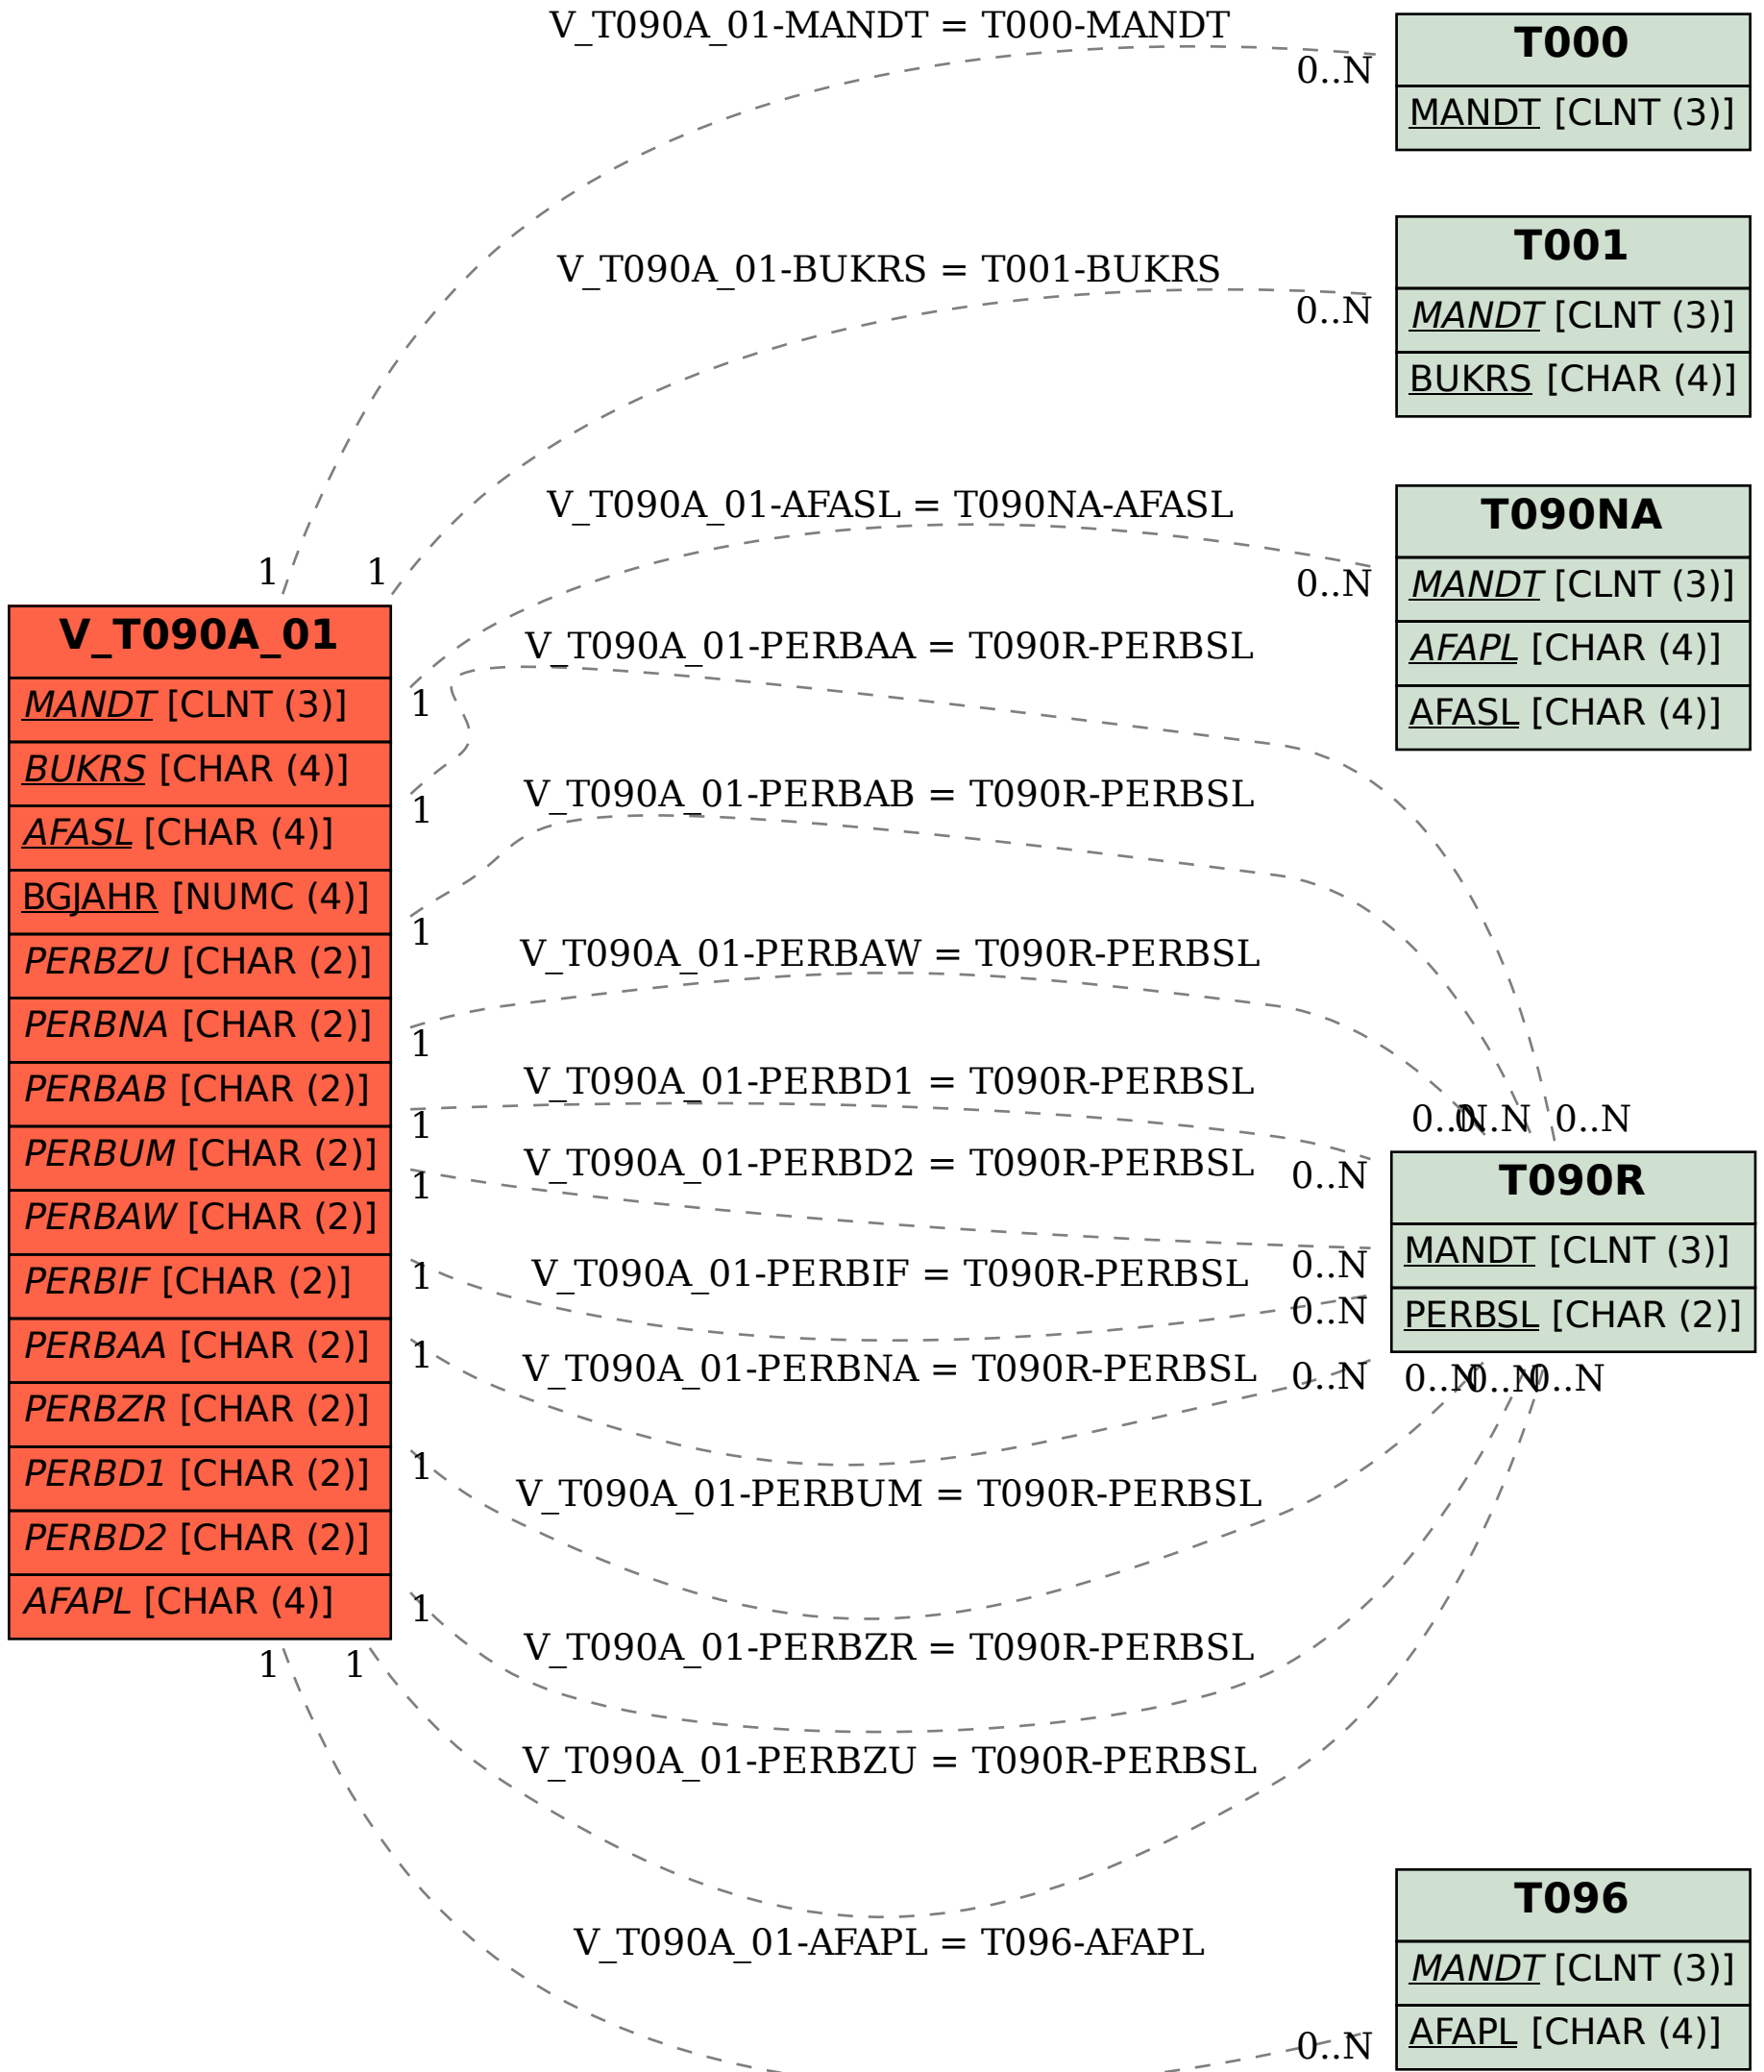 V_T090A_01-MANDT = T000-MANDT
0..N
T000
MANDT [CLNT (3)]
V_T090A_01-BUKRS = T001-BUKRS
0..N
T001
MANDT [CLNT (3)]
BUKRS [CHAR (4)]
V_T090A_01-AFASL = T090NA-AFASL
0..N
T090NA
MANDT [CLNT (3)]
AFAPL [CHAR (4)]
AFASL [CHAR (4)]
1
1
V_T090A_01
MANDT [CLNT (3)]
BUKRS [CHAR (4)]
AFASL [CHAR (4)]
BGJAHR [NUMC (4)]
PERBZU [CHAR (2)]
PERBNA [CHAR (2)]
PERBAB [CHAR (2)]
PERBUM [CHAR (2)]
PERBAW [CHAR (2)]
PERBIF [CHAR (2)]
PERBAA [CHAR (2)]
PERBZR [CHAR (2)]
PERBD1 [CHAR (2)]
PERBD2 [CHAR (2)]
AFAPL [CHAR (4)]
1
V_T090A_01-PERBAA = T090R-PERBSL
1
V_T090A_01-PERBAB = T090R-PERBSL
1
V_T090A_01-PERBAW = T090R-PERBSL
1
V_T090A_01-PERBD1 = T090R-PERBSL
1
V_T090A_01-PERBD2 = T090R-PERBSL
1
V_T090A_01-PERBIF = T090R-PERBSL
1
V_T090A_01-PERBNA = T090R-PERBSL
1
V_T090A_01-PERBUM = T090R-PERBSL
1
V_T090A_01-PERBZR = T090R-PERBSL
1
V_T090A_01-PERBZU = T090R-PERBSL
0..N
0..N
0..N
0..N
0..N
0..N
0..N
T090R
MANDT [CLNT (3)]
PERBSL [CHAR (2)]
0..N
0..N
0..N
1
1
V_T090A_01-AFAPL = T096-AFAPL
0..N
T096
MANDT [CLNT (3)]
AFAPL [CHAR (4)]